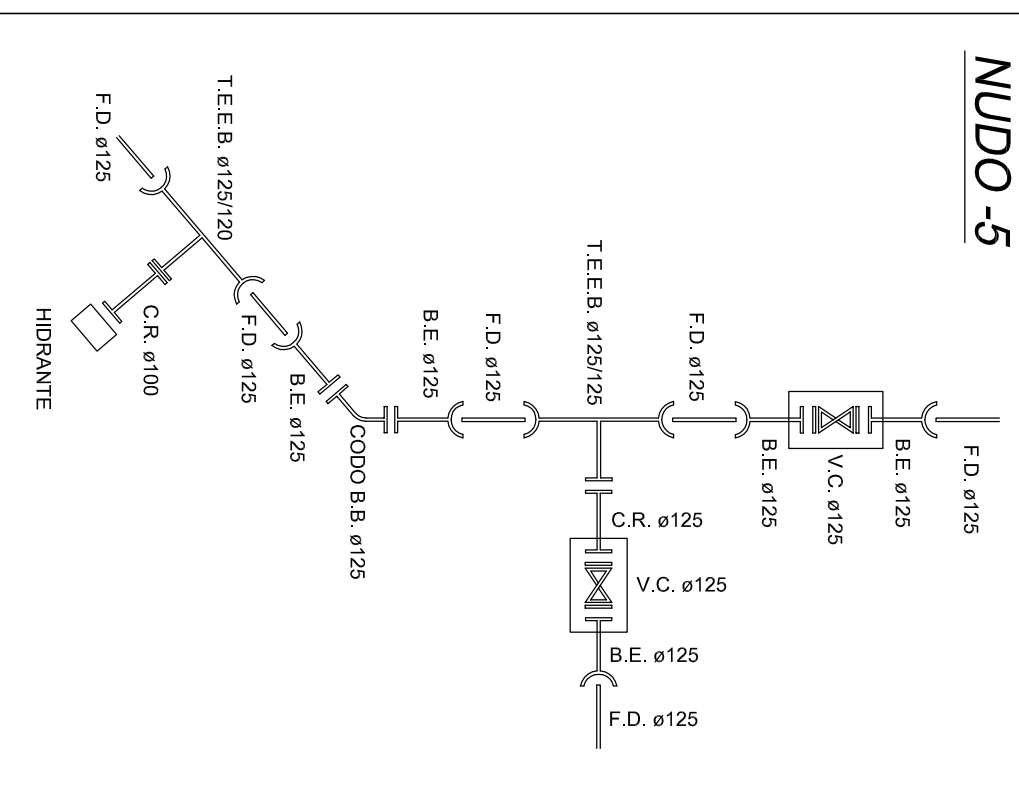 NUDO -5
F.D. ø125
T.E.E.B. ø125/120
C.R. ø100
HIDRANTE
F.D. ø125
B.E. ø125
CODO B.B. ø125
B.E. ø125
F.D. ø125
T.E.E.B. ø125/125
F.D. ø125
B.E. ø125
V.C. ø125
B.E. ø125
F.D. ø125
C.R. ø125
V.C. ø125
B.E. ø125
F.D. ø125